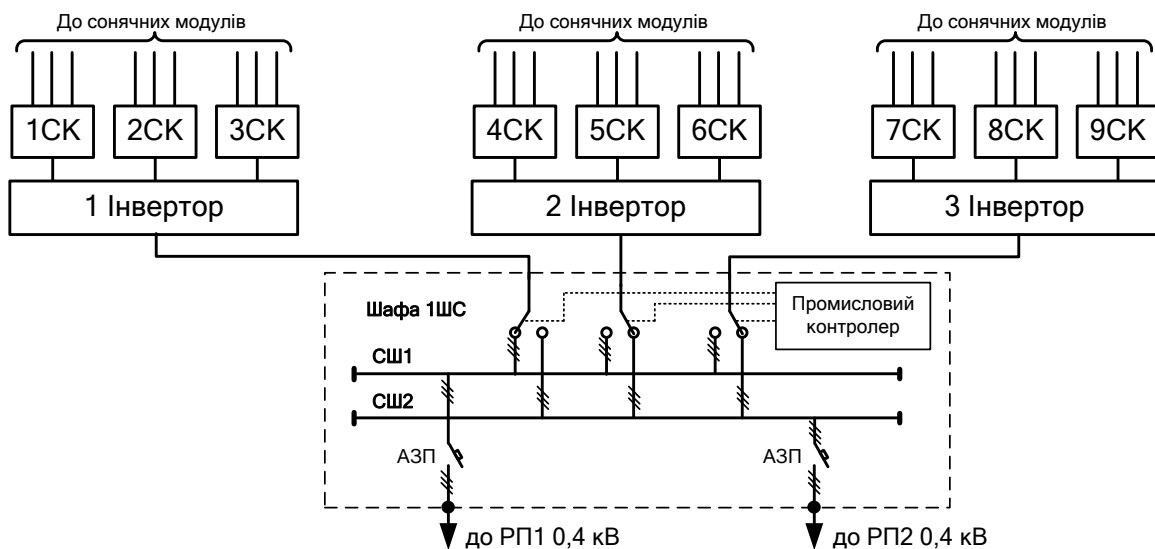 До сонячних модулів
До сонячних модулів
До сонячних модулів
1СК
2СК
3СК
4СК
5СК
6СК
7СК
8СК
9СК
1 Інвертор
2 Інвертор
3 Інвертор
Шафа 1ШС
Промисловий
контролер
СШ1
СШ2
АЗП
АЗП
до РП1 0,4 кВ
до РП2 0,4 кВ